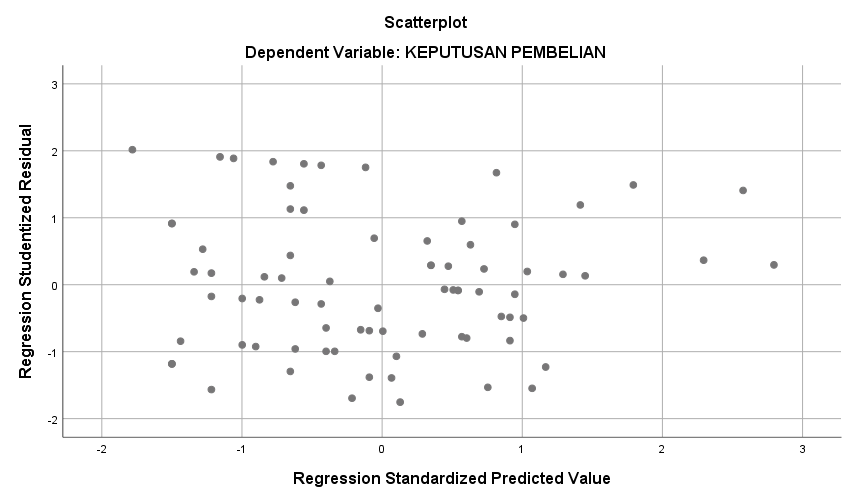 Scatterplot
Dependent Variable: KEPUTUSAN PEMBELIAN
Regression Studentized Residual
3
2
1
0
-1
-2
-2 -1 0 1 2 3
Regression Standardized Predicted Value